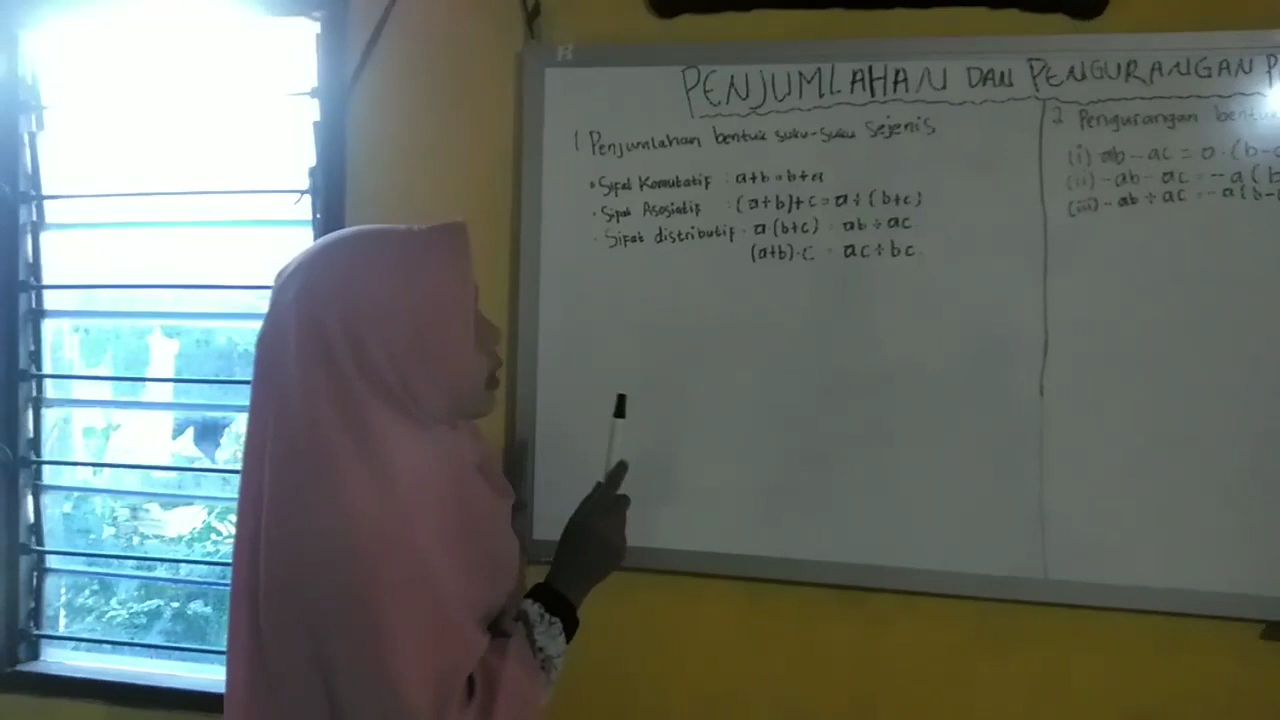 PENJUMLAHAN DAN PENGURANGAN P
1 Penjumlahan bentuk suku-suku sejenis
• Sifat Komutatif : a+b = b+a
• Sifat Asosiatif : (a+b)+c = a+(b+c)
• Sifat distributif • a (b+c) = ab + ac
(a+b)·c = ac+bc
2 Pengurangan
(i) ab - ac = a·(b-c
(ii) -ab - ac = -a(b
(iii) - ab + ac = -a(b-